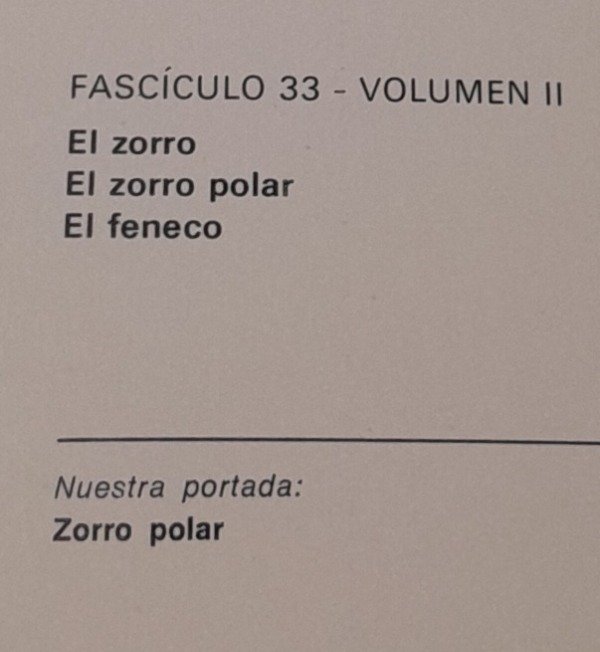 FASCÍCULO 33 - VOLUMEN II
El zorro
El zorro polar
El feneco
Nuestra portada:
Zorro polar